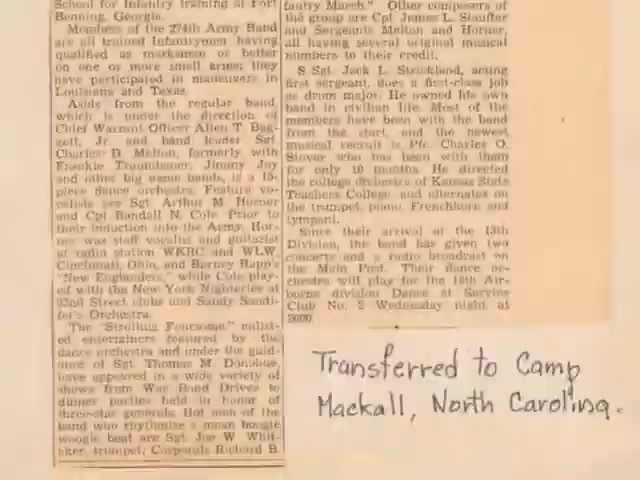 School for Infantry training at Fort
Benning, Georgia.
Members of the 274th Army Band
are all trained Infantrymen having
qualified as marksmen or better
on one or more small arms; they
have participated in maneuvers in
Louisiana and Texas.
Aside from the regular band,
which is under the direction of
Chief Warrant Officer Allen T. Bag-
gett, Jr. and band leader Sgt.
Charles D. Melton, formerly with
Frankie Trumbauer, Jimmy Joy
and other big name bands, is a 15-
piece dance orchestra. Feature vo-
calists are Sgt. Arthur M. Horner
and Cpl. Randall N. Cole. Prior to
their induction into the Army, Hor-
ner was staff vocalist and guitarist
at radio station WKRC and WLW,
Cincinnati, Ohio, and Barney Rapp's
"New Englanders," while Cole play-
ed with the New York Nighteries at
52nd Street clubs and Sandy Sandi-
fer's Orchestra.
The "Strolling Foursome," enlist-
ed entertainers featured by the
dance orchestra and under the guid-
ance of Sgt. Thomas M. Donohue,
have appeared in a wide variety of
shows from War Bond Drives to
dinner parties held in honor of
three-star generals. Hot men of the
band who rhythmize a mean boogie
woogie beat are Sgt. Joe W. Whit-
aker, trumpet; Corporals Richard B.
fantry March." Other composers of
the group are Cpl. James L. Stauffer
and Sergeants Melton and Horner,
all having several original musical
numbers to their credit.
S Sgt. Jack L. Strickland, acting
first sergeant, does a first-class job
as drum major. He owned his own
band in civilian life. Most of the
members have been with the band
from the start, and the newest
musical recruit is Pfc. Charles O.
Stover who has been with them
for only 10 months. He directed
the college orchestra of Kansas State
Teachers College and alternates on
the trumpet, piano, Frenchhorn and
tympani.
Since their arrival at the 13th
Division, the band has given two
concerts and a radio broadcast on
the Main Post. Their dance or-
chestra will play for the 13th Air-
borne division Dance at Service
Club No. 2 Wednesday night at
2000.
Transferred to Camp
Mackall, North Carolina.